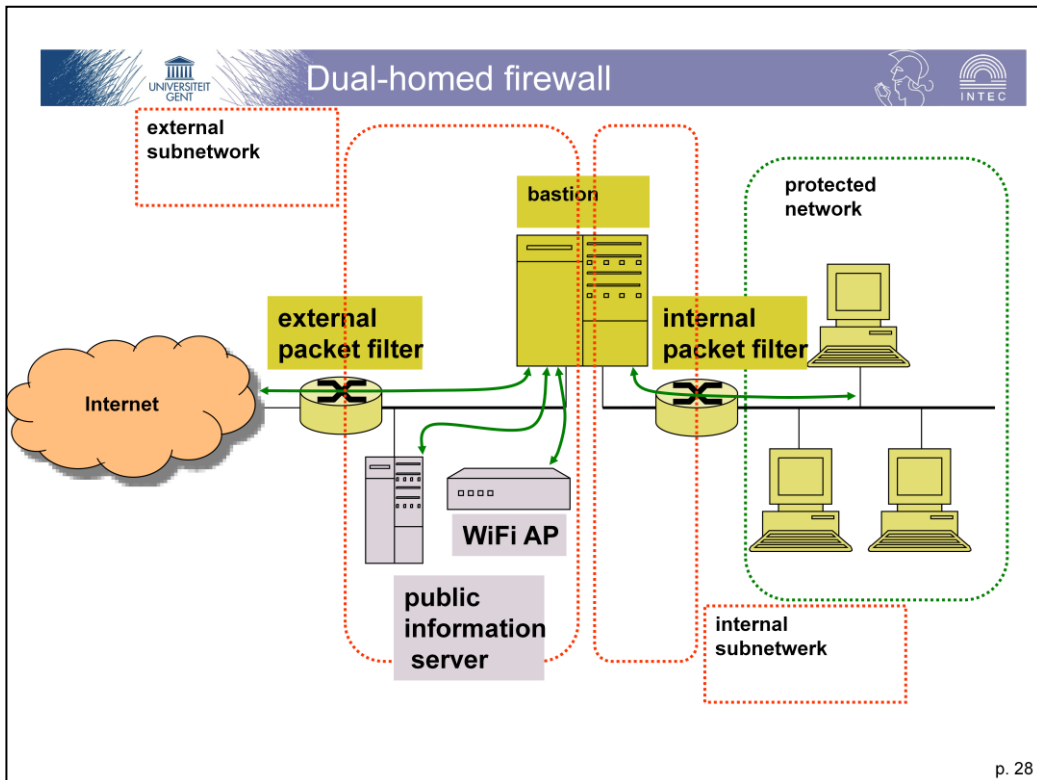 UNIVERSITEIT
GENT
Dual-homed firewall
INTEC
external
subnetwork
bastion
protected
network
external
packet filter
internal
packet filter
Internet
WiFi AP
public
information
server
internal
subnetwerk
p. 28